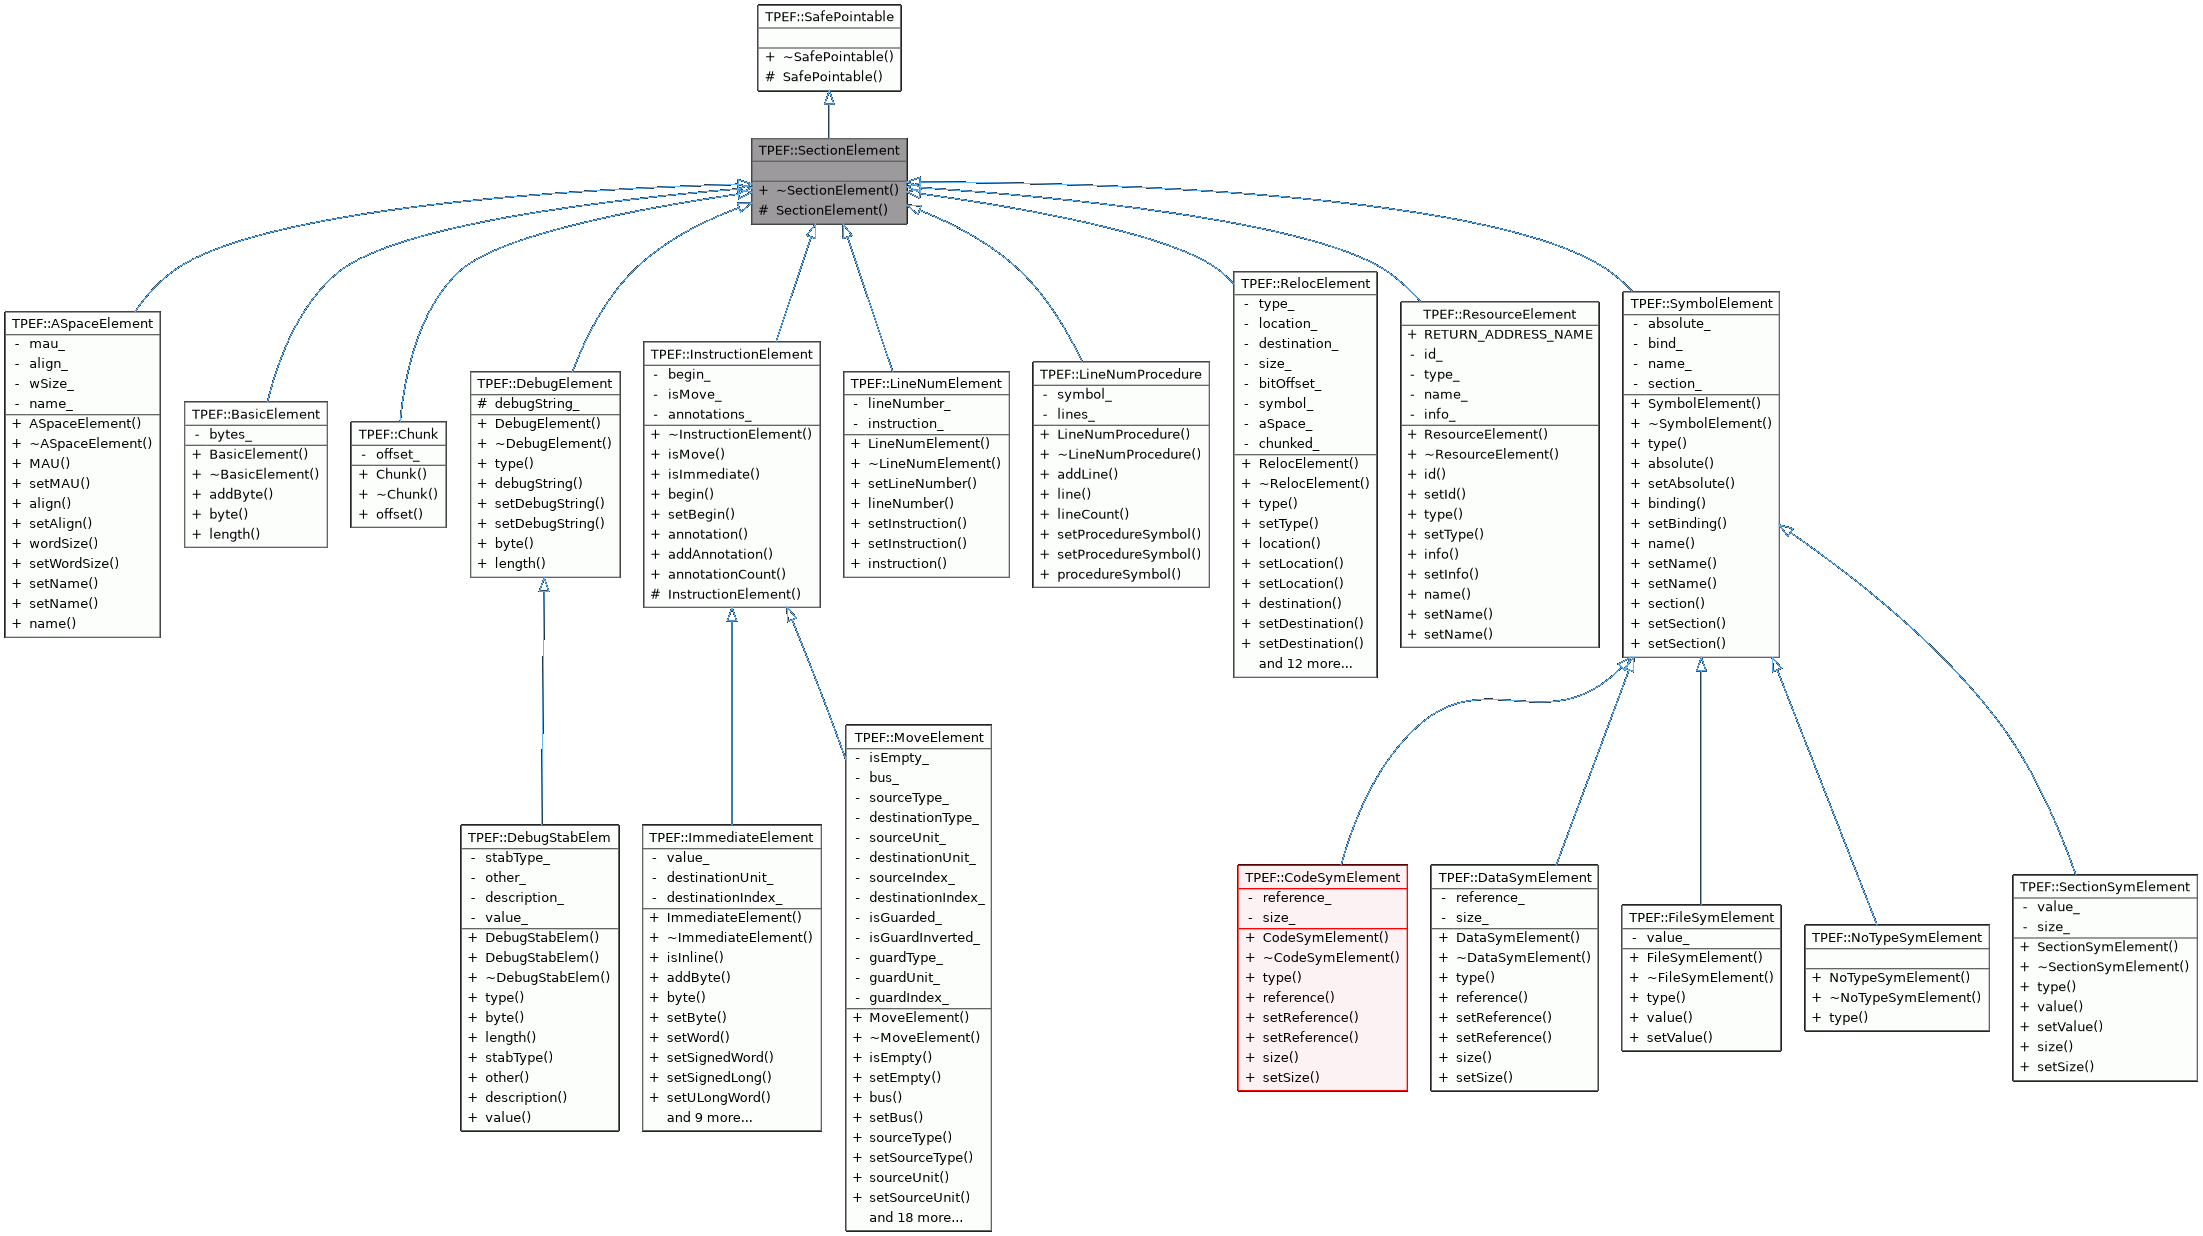 TPEF::SafePointable
+ ~SafePointable()
# SafePointable()
TPEF::SectionElement
+ ~SectionElement()
# SectionElement()
TPEF::ASpaceElement
- mau_
- align_
- wSize_
- name_
+ ASpaceElement()
+ ~ASpaceElement()
+ MAU()
+ setMAU()
+ align()
+ setAlign()
+ wordSize()
+ setWordSize()
+ setName()
+ setName()
+ name()
TPEF::BasicElement
- bytes_
+ BasicElement()
+ ~BasicElement()
+ addByte()
+ byte()
+ length()
TPEF::Chunk
- offset_
+ Chunk()
+ ~Chunk()
+ offset()
TPEF::DebugElement
# debugString_
+ DebugElement()
+ ~DebugElement()
+ type()
+ debugString()
+ setDebugString()
+ setDebugString()
+ byte()
+ length()
TPEF::InstructionElement
- begin_
- isMove_
- annotations_
+ ~InstructionElement()
+ isMove()
+ isImmediate()
+ begin()
+ setBegin()
+ annotation()
+ addAnnotation()
+ annotationCount()
# InstructionElement()
TPEF::LineNumElement
- lineNumber_
- instruction_
+ LineNumElement()
+ ~LineNumElement()
+ setLineNumber()
+ lineNumber()
+ setInstruction()
+ setInstruction()
+ instruction()
TPEF::LineNumProcedure
- symbol_
- lines_
+ LineNumProcedure()
+ ~LineNumProcedure()
+ addLine()
+ line()
+ lineCount()
+ setProcedureSymbol()
+ setProcedureSymbol()
+ procedureSymbol()
TPEF::RelocElement
- type_
- location_
- destination_
- size_
- bitOffset_
- symbol_
- aSpace_
- chunked_
+ RelocElement()
+ ~RelocElement()
+ type()
+ setType()
+ location()
+ setLocation()
+ setLocation()
+ destination()
+ setDestination()
+ setDestination()
and 12 more...
TPEF::ResourceElement
+ RETURN_ADDRESS_NAME
- id_
- type_
- name_
- info_
+ ResourceElement()
+ ~ResourceElement()
+ id()
+ setId()
+ type()
+ setType()
+ info()
+ setInfo()
+ name()
+ setName()
+ setName()
TPEF::SymbolElement
- absolute_
- bind_
- name_
- section_
+ SymbolElement()
+ ~SymbolElement()
+ type()
+ absolute()
+ setAbsolute()
+ binding()
+ setBinding()
+ name()
+ setName()
+ setName()
+ section()
+ setSection()
+ setSection()
TPEF::DebugStabElem
- stabType_
- other_
- description_
- value_
+ DebugStabElem()
+ DebugStabElem()
+ ~DebugStabElem()
+ type()
+ byte()
+ length()
+ stabType()
+ other()
+ description()
+ value()
TPEF::ImmediateElement
- value_
- destinationUnit_
- destinationIndex_
+ ImmediateElement()
+ ~ImmediateElement()
+ isInline()
+ addByte()
+ byte()
+ setByte()
+ setWord()
+ setSignedWord()
+ setSignedLong()
+ setULongWord()
and 9 more...
TPEF::MoveElement
- isEmpty_
- bus_
- sourceType_
- destinationType_
- sourceUnit_
- destinationUnit_
- sourceIndex_
- destinationIndex_
- isGuarded_
- isGuardInverted_
- guardType_
- guardUnit_
- guardIndex_
+ MoveElement()
+ ~MoveElement()
+ isEmpty()
+ setEmpty()
+ bus()
+ setBus()
+ sourceType()
+ setSourceType()
+ sourceUnit()
+ setSourceUnit()
and 18 more...
TPEF::CodeSymElement
- reference_
- size_
+ CodeSymElement()
+ ~CodeSymElement()
+ type()
+ reference()
+ setReference()
+ setReference()
+ size()
+ setSize()
TPEF::DataSymElement
- reference_
- size_
+ DataSymElement()
+ ~DataSymElement()
+ type()
+ reference()
+ setReference()
+ setReference()
+ size()
+ setSize()
TPEF::FileSymElement
- value_
+ FileSymElement()
+ ~FileSymElement()
+ type()
+ value()
+ setValue()
TPEF::NoTypeSymElement
+ NoTypeSymElement()
+ ~NoTypeSymElement()
+ type()
TPEF::SectionSymElement
- value_
- size_
+ SectionSymElement()
+ ~SectionSymElement()
+ type()
+ value()
+ setValue()
+ size()
+ setSize()